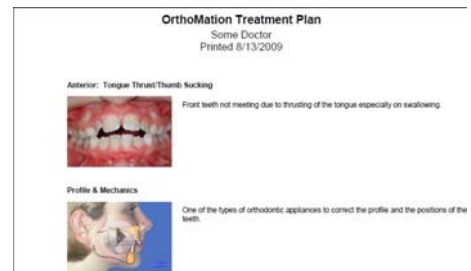 OrthoMation Treatment Plan
Some Doctor
Printed 8/13/2009
Anterior: Tongue Thrust/Thumb Sucking
Front teeth not meeting due to thrusting of the tongue especially on swallowing.
Profile & Mechanics
One of the types of orthodontic appliances to correct the profile and the positions of the
teeth.